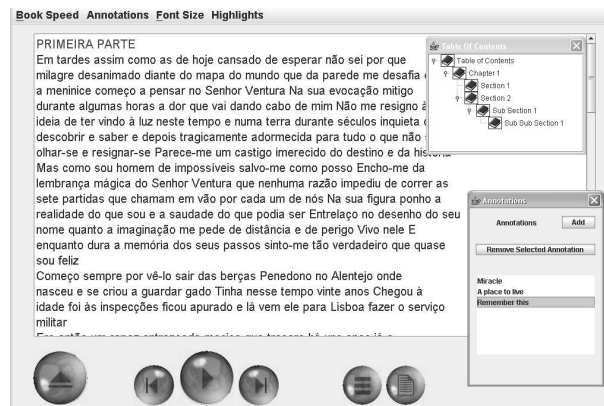 Book Speed Annotations Font Size Highlights
PRIMEIRA PARTE
Em tardes assim como as de hoje cansado de esperar não sei por que
milagre desanimado diante do mapa do mundo que da parede me desafia
a meninice começo a pensar no Senhor Ventura Na sua evocação mitigo
durante algumas horas a dor que vai dando cabo de mim Não me resigno à
ideia de ter vindo à luz neste tempo e numa terra durante séculos inquieta
descobrir e saber e depois tragicamente adormecida para tudo o que não
olhar-se e resignar-se Parece-me um castigo imerecido do destino e da história
Mas como sou homem de impossíveis salvo-me como posso Encho-me da
lembrança mágica do Senhor Ventura que nenhuma razão impediu de correr as
sete partidas que chamam em vão por cada um de nós Na sua figura ponho a
realidade do que sou e a saudade do que podia ser Entrelaço no desenho do seu
nome quanto a imaginação me pede de distância e de perigo Vivo nele E
enquanto dura a memória dos seus passos sinto-me tão verdadeiro que quase
sou feliz
Começo sempre por vê-lo sair das berças Penedono no Alentejo onde
nasceu e se criou a guardar gado Tinha nesse tempo vinte anos Chegou à
idade foi às inspecções ficou apurado e lá vem ele para Lisboa fazer o serviço
militar
Table Of Contents
Table of Contents
Chapter 1
Section 1
Section 2
Sub Section 1
Sub Sub Section 1
Annotations
Annotations Add
Remove Selected Annotation
Miracle
A place to live
Remember this